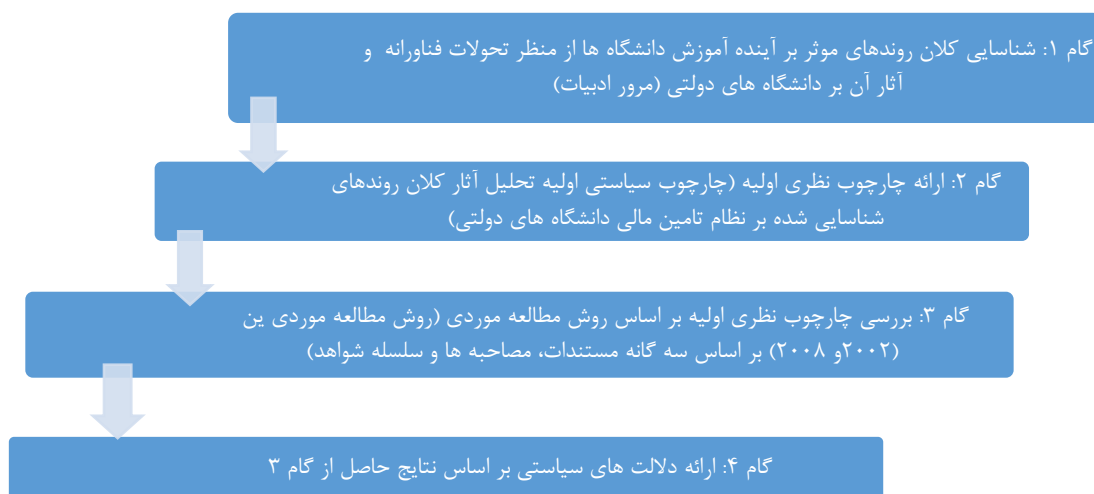 گام ۱: شناسایی کلان روندهای موثر بر آینده آموزش دانشگاه ها از منظر تحولات فناورانه و
آثار آن بر دانشگاه های دولتی (مرور ادبیات)
گام ۲: ارائه چارچوب نظری اولیه (چارچوب سیاستی اولیه تحلیل آثار کلان روندهای
شناسایی شده بر نظام تامین مالی دانشگاه های دولتی)
گام ۳: بررسی چارچوب نظری اولیه بر اساس روش مطالعه موردی (روش مطالعه موردی ین
(۲۰۰۲و ۲۰۰۸) بر اساس سه گانه مستندات، مصاحبه ها و سلسله شواهد)
گام ۴: ارائه دلالت های سیاستی بر اساس نتایج حاصل از گام ۳